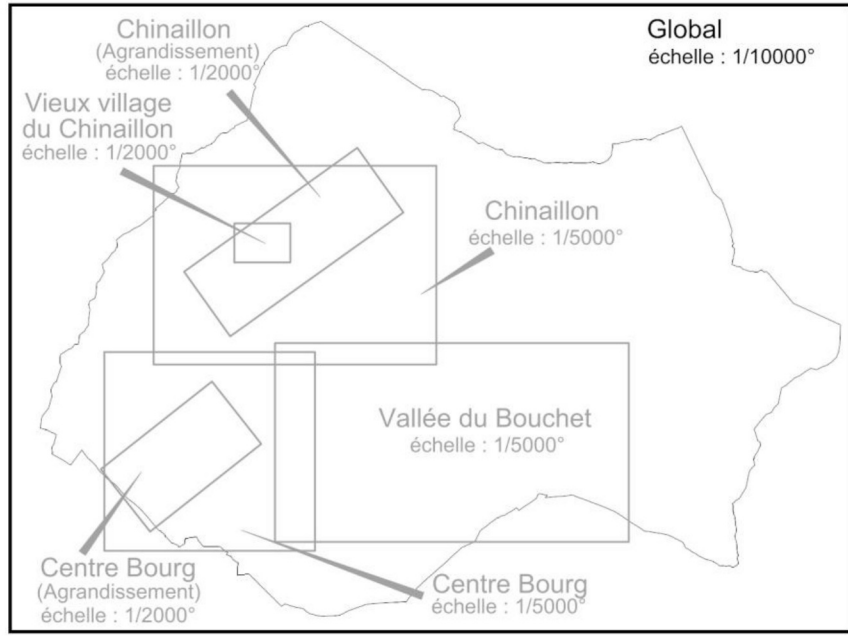 Chinaillon
(Agrandissement)
échelle : 1/2000°
Global
échelle : 1/10000°
Vieux village
du Chinaillon
échelle : 1/2000°
Chinaillon
échelle : 1/5000°
Vallée du Bouchet
échelle : 1/5000°
Centre Bourg
(Agrandissement)
échelle : 1/2000°
Centre Bourg
échelle : 1/5000°